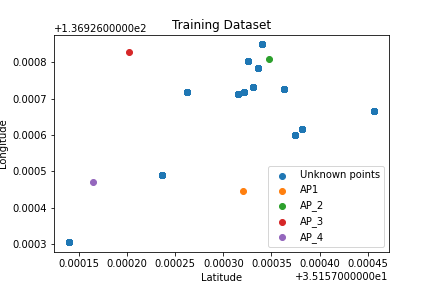 Training Dataset
+1.3692600000e2
0.0008
0.0007
0.0006
0.0005
0.0004
0.0003
Longitude
Unknown points
AP1
AP_2
AP_3
AP_4
0.00015 0.00020 0.00025 0.00030 0.00035 0.00040 0.00045
Latitude
+3.5157000000e1